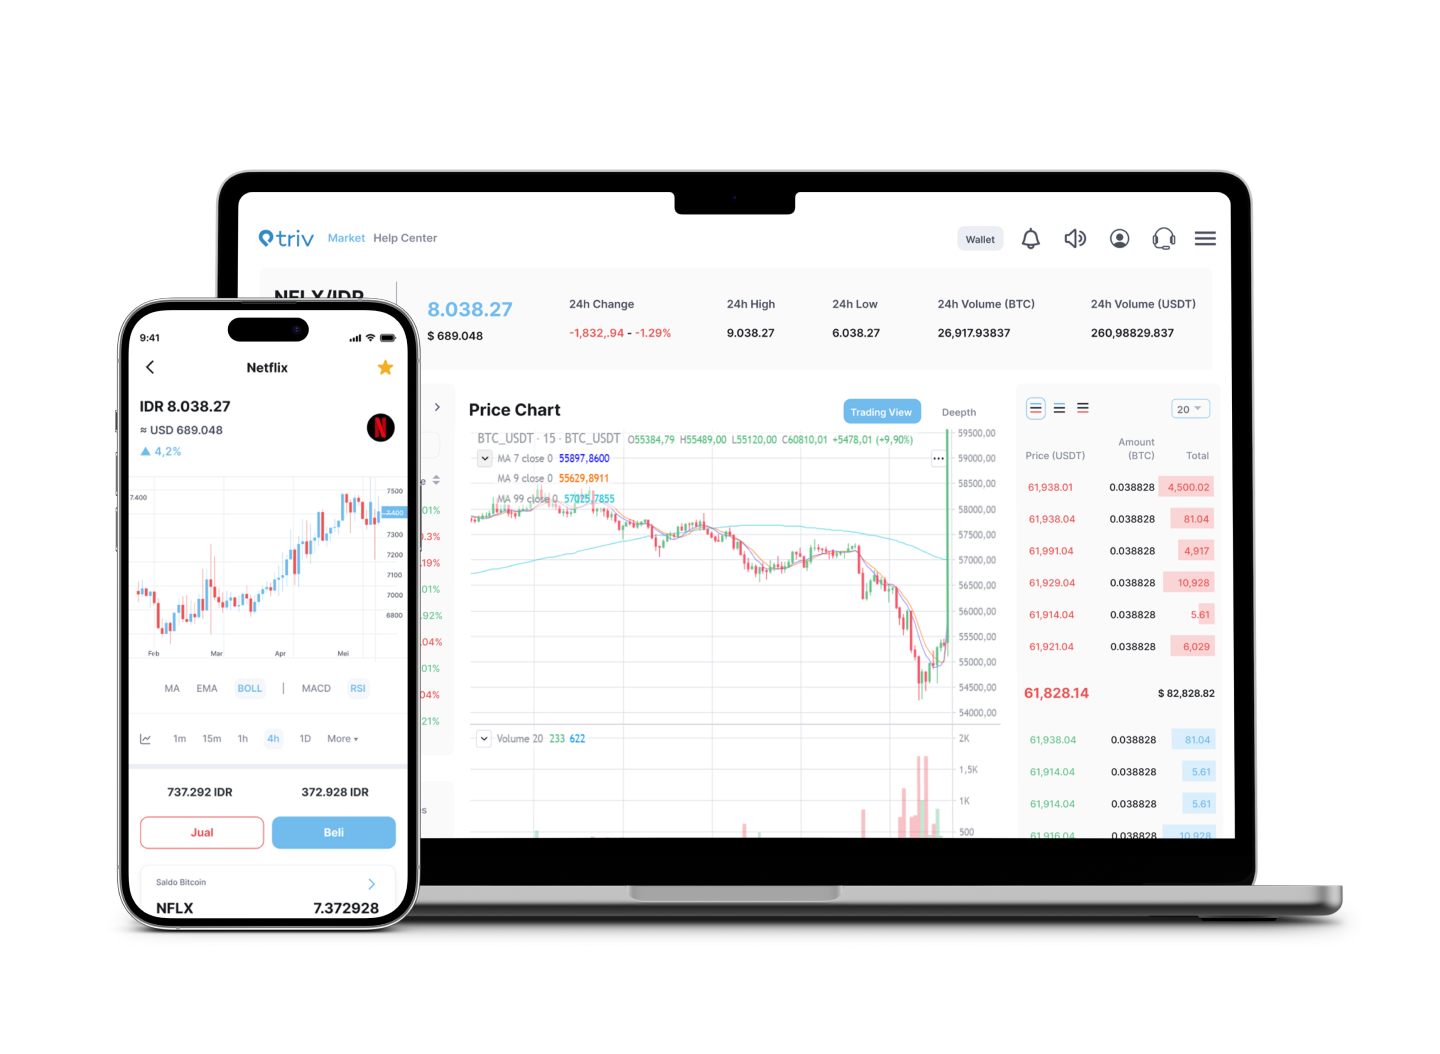 triv Market Help Center
Wallet
NFLX/IDR
8.038.27
$ 689.048
24h Change
-1,832,.94 - -1.29%
24h High
9.038.27
24h Low
6.038.27
24h Volume (BTC)
26,917.93837
24h Volume (USDT)
260,98829.837
9:41
Netflix
IDR 8.038.27
≈ USD 689.048
▲ 4,2%
N
7.400
7500
7.400
7300
7200
7100
7000
6800
Feb Mar Apr Mei
MA EMA BOLL | MACD RSI
1m 15m 1h 4h 1D More
737.292 IDR 372.928 IDR
Jual Beli
Saldo Bitcoin
NFLX 7.372928
e
01%
0.3%
.19%
.01%
.92%
.04%
01%
04%
21%
s
Price Chart
Trading View Deepth
BTC_USDT · 15 · BTC_USDT O55384,79 H55489,00 L55120,00 C60810,01 +5478,01 (+9,90%)
MA 7 close 0 55897,8600
MA 9 close 0 55629,8911
MA 99 close 0 57025,7855
59500,00
59000,00
58500,00
58000,00
57500,00
57000,00
56500,00
56000,00
55500,00
55000,00
54500,00
54000,00
Volume 20 233 622
2K
1,5K
1K
500
20
Price (USDT) Amount (BTC) Total
61,938.01 0.038828 4,500.02
61,938.04 0.038828 81.04
61,991.04 0.038828 4,917
61,929.04 0.038828 10,928
61,914.04 0.038828 5.61
61,921.04 0.038828 6,029
61,828.14 $ 82,828.82
61,938.04 0.038828 81.04
61,914.04 0.038828 5.61
61,914.04 0.038828 5.61
61,916.04 0.038828 10,928